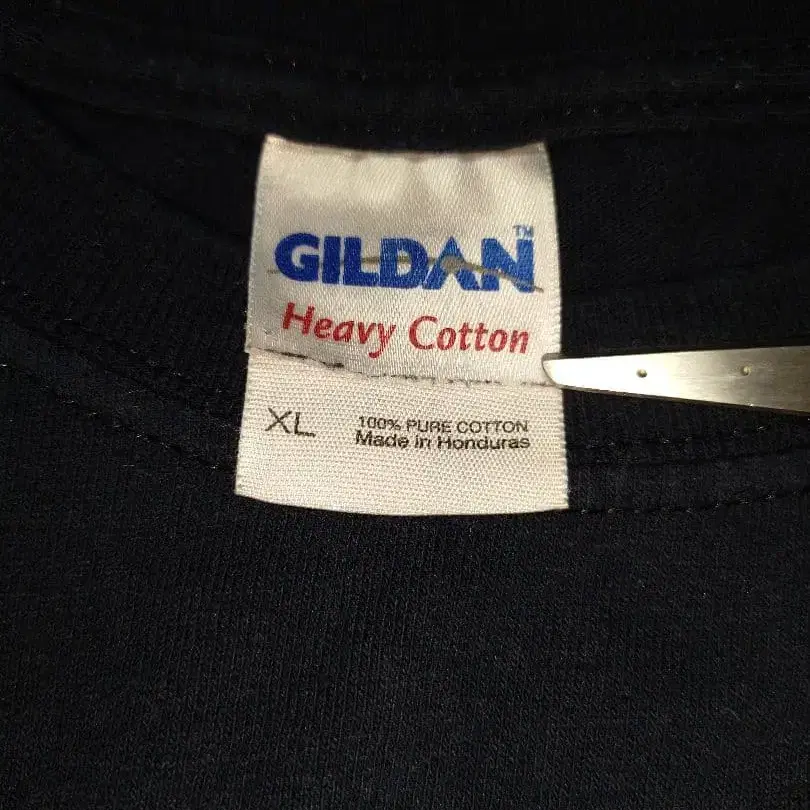 GILDAN™
Heavy Cotton
XL
100% PURE COTTON
Made in Honduras